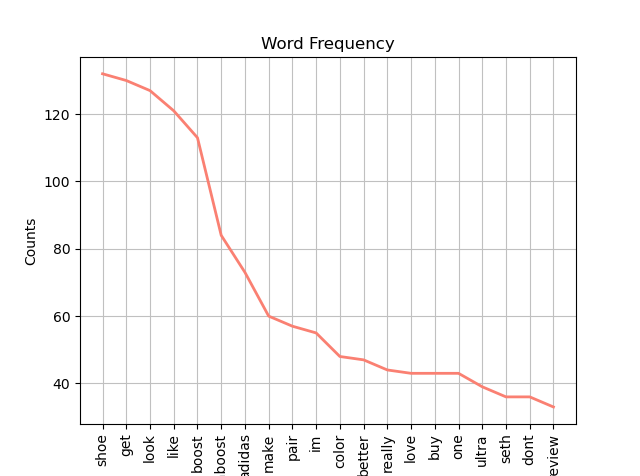 Word Frequency
120
100
80
60
40
Counts
shoe
get
look
like
boost
boost
adidas
make
pair
im
color
better
really
love
buy
one
ultra
seth
dont
eview